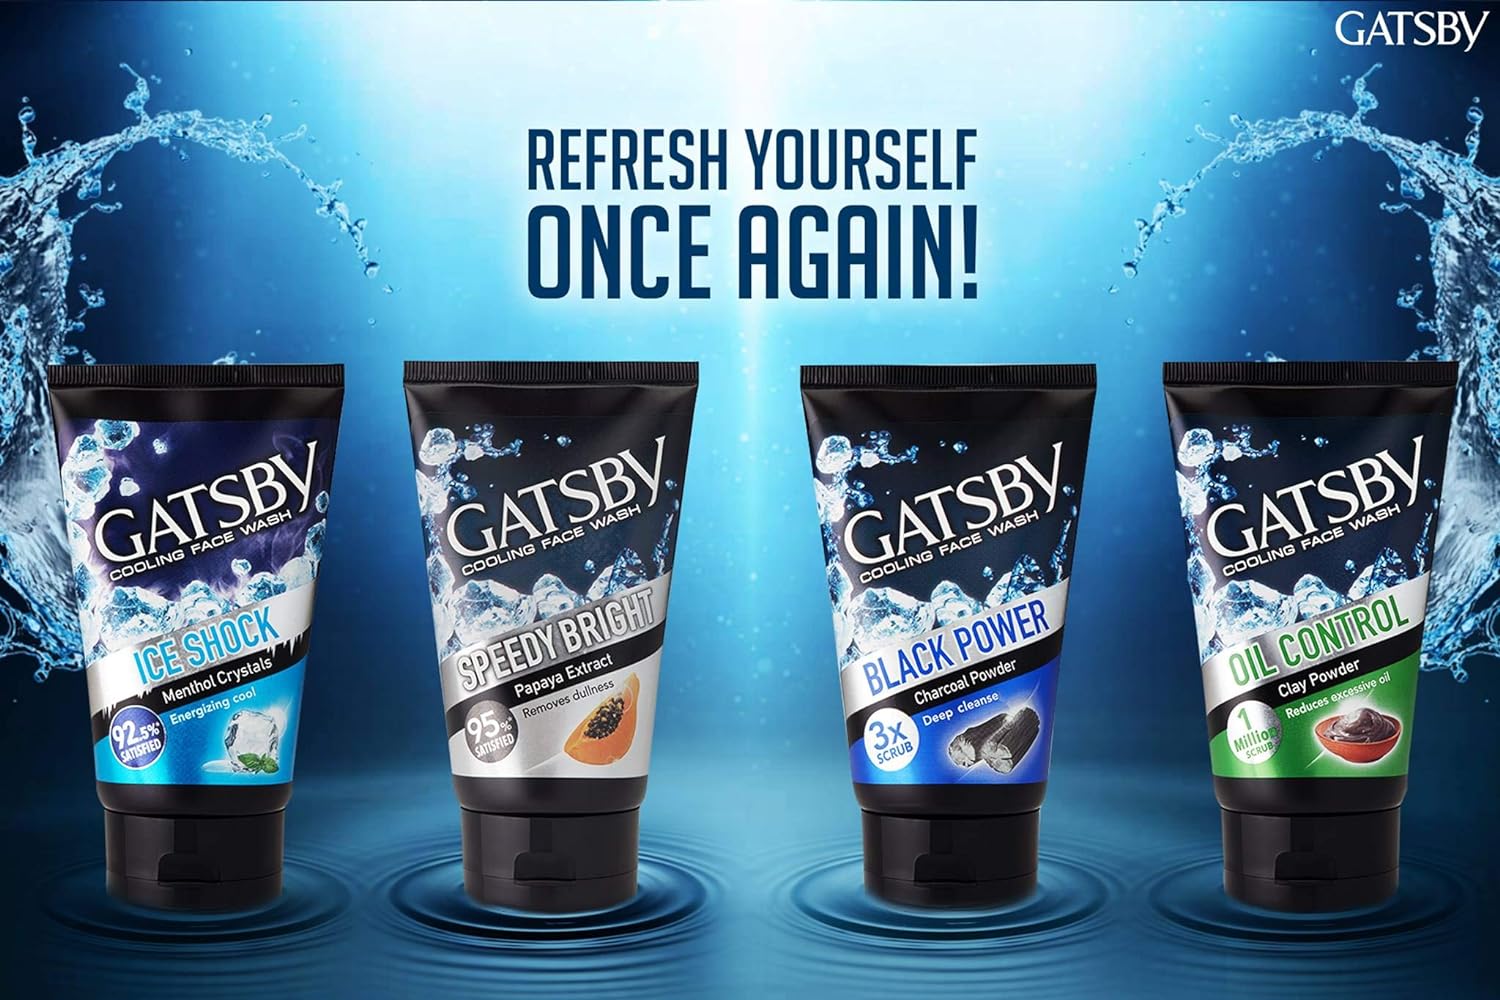 GATSBY
REFRESH YOURSELF
ONCE AGAIN!
GATSBY
COOLING FACE WASH
ICE SHOCK
Menthol Crystals
Energizing cool
92.5%*
SATISFIED
GATSBY
COOLING FACE WASH
SPEEDY BRIGHT
Papaya Extract
Removes dullness
95%*
SATISFIED
GATSBY
COOLING FACE WASH
BLACK POWER
Charcoal Powder
Deep cleanse
3x
SCRUB
GATSBY
COOLING FACE WASH
OIL CONTROL
Clay Powder
Reduces excessive oil
1
Million
SCRUB